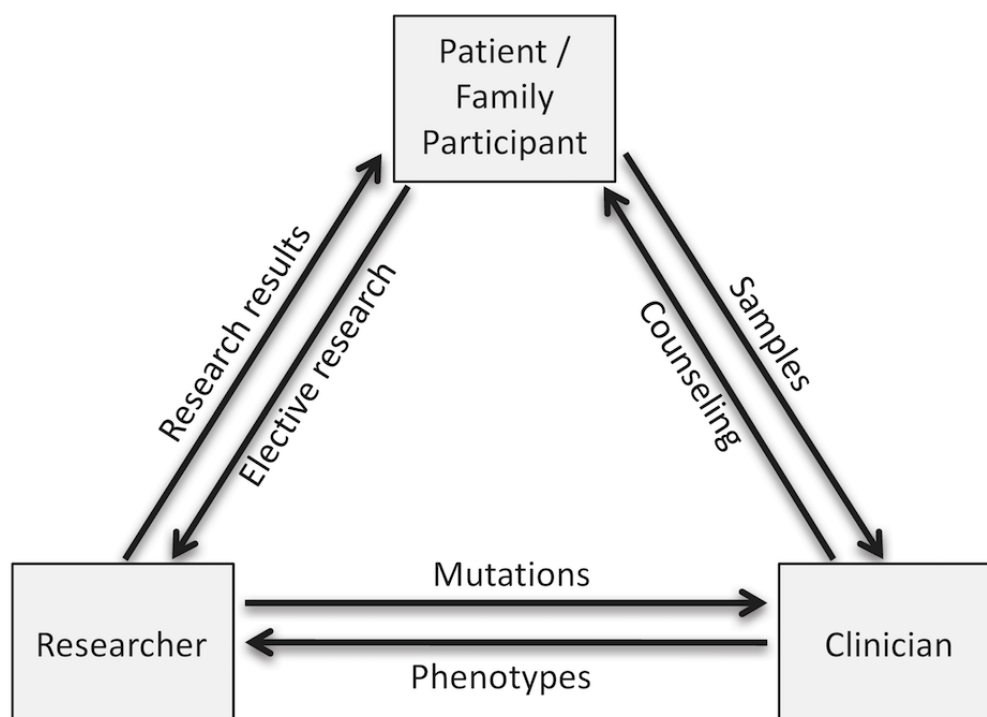 Patient /
Family
Participant
Research results
Elective research
Counseling
Samples
Mutations
Researcher
Clinician
Phenotypes